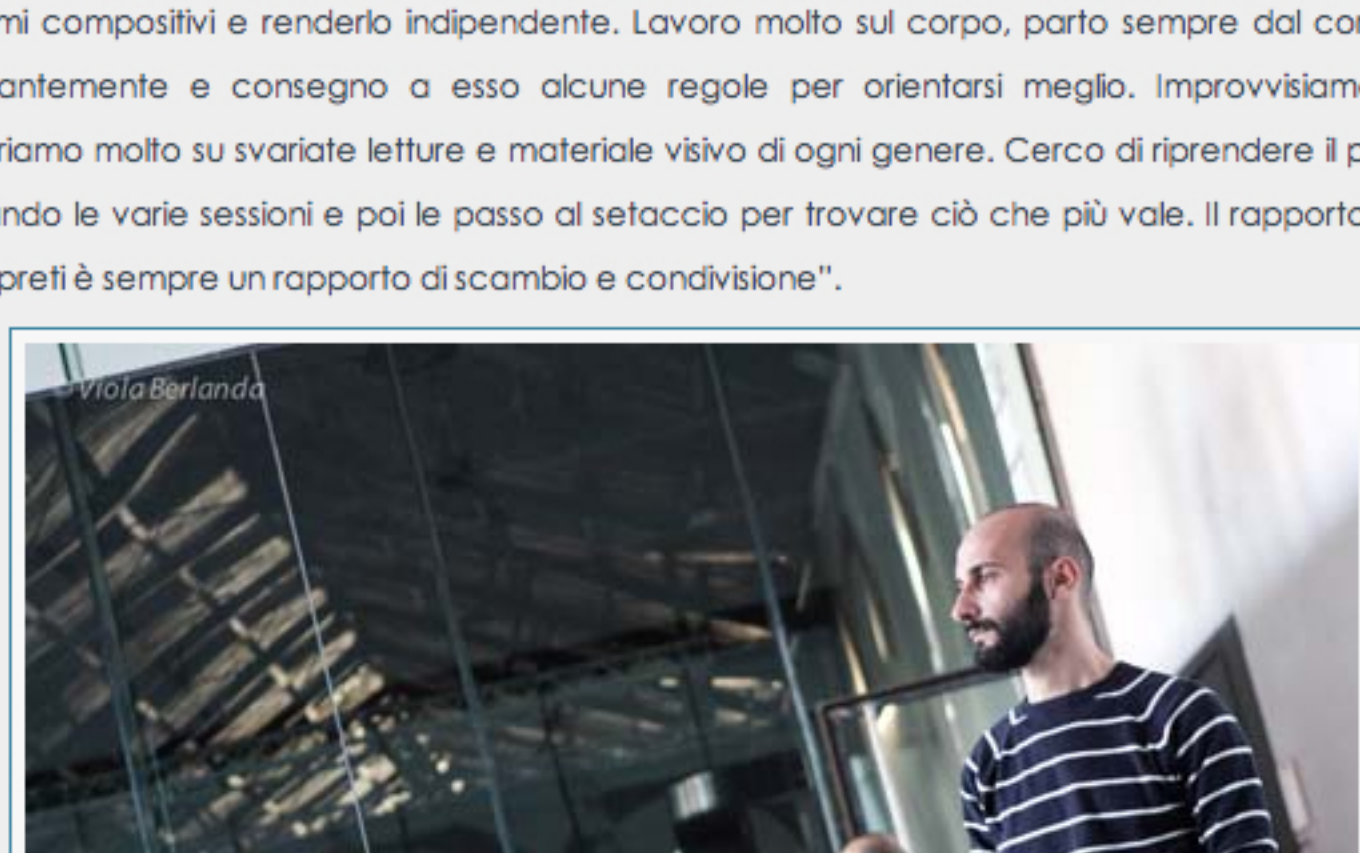 mi compositivi e renderlo indipendente. Lavoro molto sul corpo, parto sempre dal cor
antemente e consegno a esso alcune regole per orientarsi meglio. Improvvisiamo
riamo molto su svariate letture e materiale visivo di ogni genere. Cerco di riprendere il p
ndo le varie sessioni e poi le passo al setaccio per trovare ciò che più vale. Il rapporto
preti è sempre un rapporto di scambio e condivisione".
© Viola Berlanda